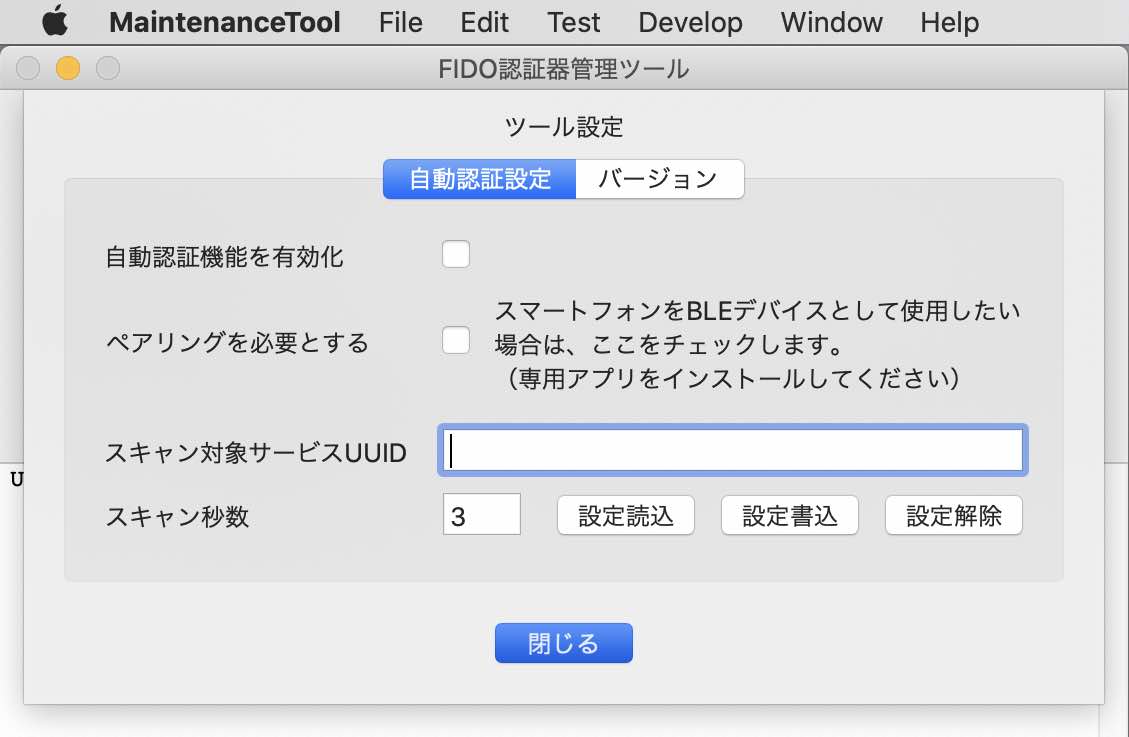 MaintenanceTool File Edit Test Develop Window Help
FIDO認証器管理ツール
ツール設定
自動認証設定 バージョン
自動認証機能を有効化
ペアリングを必要とする
スマートフォンをBLEデバイスとして使用したい
場合は、ここをチェックします。
（専用アプリをインストールしてください）
スキャン対象サービスUUID
U
スキャン秒数 3 設定読込 設定書込 設定解除
閉じる